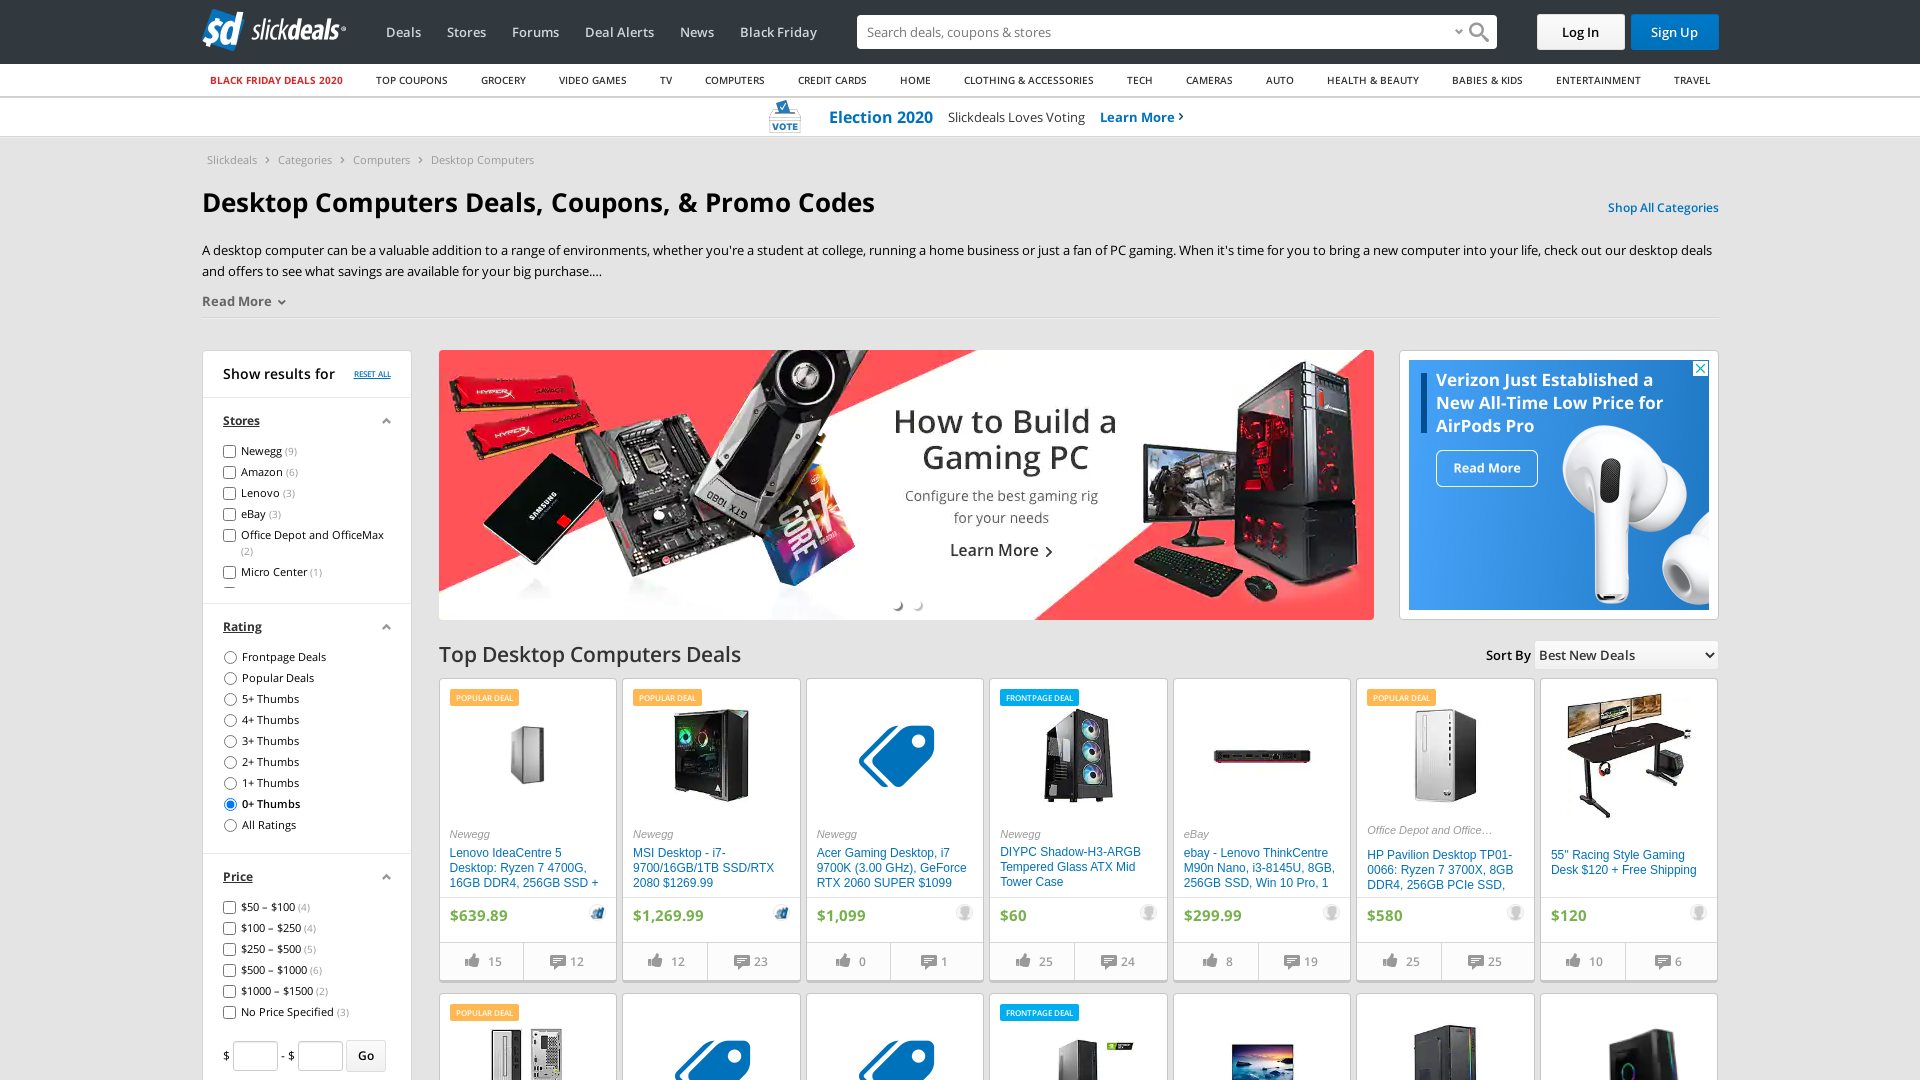 sd slickdeals
Deals
Stores
Forums
Deal Alerts
News
Black Friday
Search deals, coupons & stores
Log In
Sign Up
BLACK FRIDAY DEALS 2020
TOP COUPONS
GROCERY
VIDEO GAMES
TV
COMPUTERS
CREDIT CARDS
HOME
CLOTHING & ACCESSORIES
TECH
CAMERAS
AUTO
HEALTH & BEAUTY
BABIES & KIDS
ENTERTAINMENT
TRAVEL
VOTE
Election 2020 Slickdeals Loves Voting Learn More
Slickdeals > Categories > Computers > Desktop Computers
Desktop Computers Deals, Coupons, & Promo Codes
Shop All Categories
A desktop computer can be a valuable addition to a range of environments, whether you're a student at college, running a home business or just a fan of PC gaming. When it's time for you to bring a new computer into your life, check out our desktop deals
and offers to see what savings are available for your big purchase....
Read More
Show results for
RESET ALL
Stores
Newegg (9)
Amazon (6)
Lenovo (3)
eBay (3)
Office Depot and OfficeMax
(2)
Micro Center (1)
Rating
Frontpage Deals
Popular Deals
5+ Thumbs
4+ Thumbs
3+ Thumbs
2+ Thumbs
1+ Thumbs
0+ Thumbs
All Ratings
Price
$50 – $100 (4)
$100 – $250 (4)
$250 – $500 (5)
$500 – $1000 (6)
$1000 – $1500 (2)
No Price Specified (3)
$ - $ Go
HYPERX SAVAGE
HYPERX
SAMSUNG
GTX 1080
CORE i7
How to Build a
Gaming PC
Configure the best gaming rig
for your needs
Learn More
Verizon Just Established a
New All-Time Low Price for
AirPods Pro
Read More
Top Desktop Computers Deals
Sort By Best New Deals
POPULAR DEAL
Newegg
Lenovo IdeaCentre 5
Desktop: Ryzen 7 4700G,
16GB DDR4, 256GB SSD +
$639.89
15
12
POPULAR DEAL
Newegg
MSI Desktop - i7-
9700/16GB/1TB SSD/RTX
2080 $1269.99
$1,269.99
12
23
Newegg
Acer Gaming Desktop, i7
9700K (3.00 GHz), GeForce
RTX 2060 SUPER $1099
$1,099
0
1
FRONTPAGE DEAL
Newegg
DIYPC Shadow-H3-ARGB
Tempered Glass ATX Mid
Tower Case
$60
25
24
eBay
ebay - Lenovo ThinkCentre
M90n Nano, i3-8145U, 8GB,
256GB SSD, Win 10 Pro, 1
$299.99
8
19
POPULAR DEAL
Office Depot and Office…
HP Pavilion Desktop TP01-
0066: Ryzen 7 3700X, 8GB
DDR4, 256GB PCIe SSD,
$580
25
25
55" Racing Style Gaming
Desk $120 + Free Shipping
$120
10
6
POPULAR DEAL
FRONTPAGE DEAL